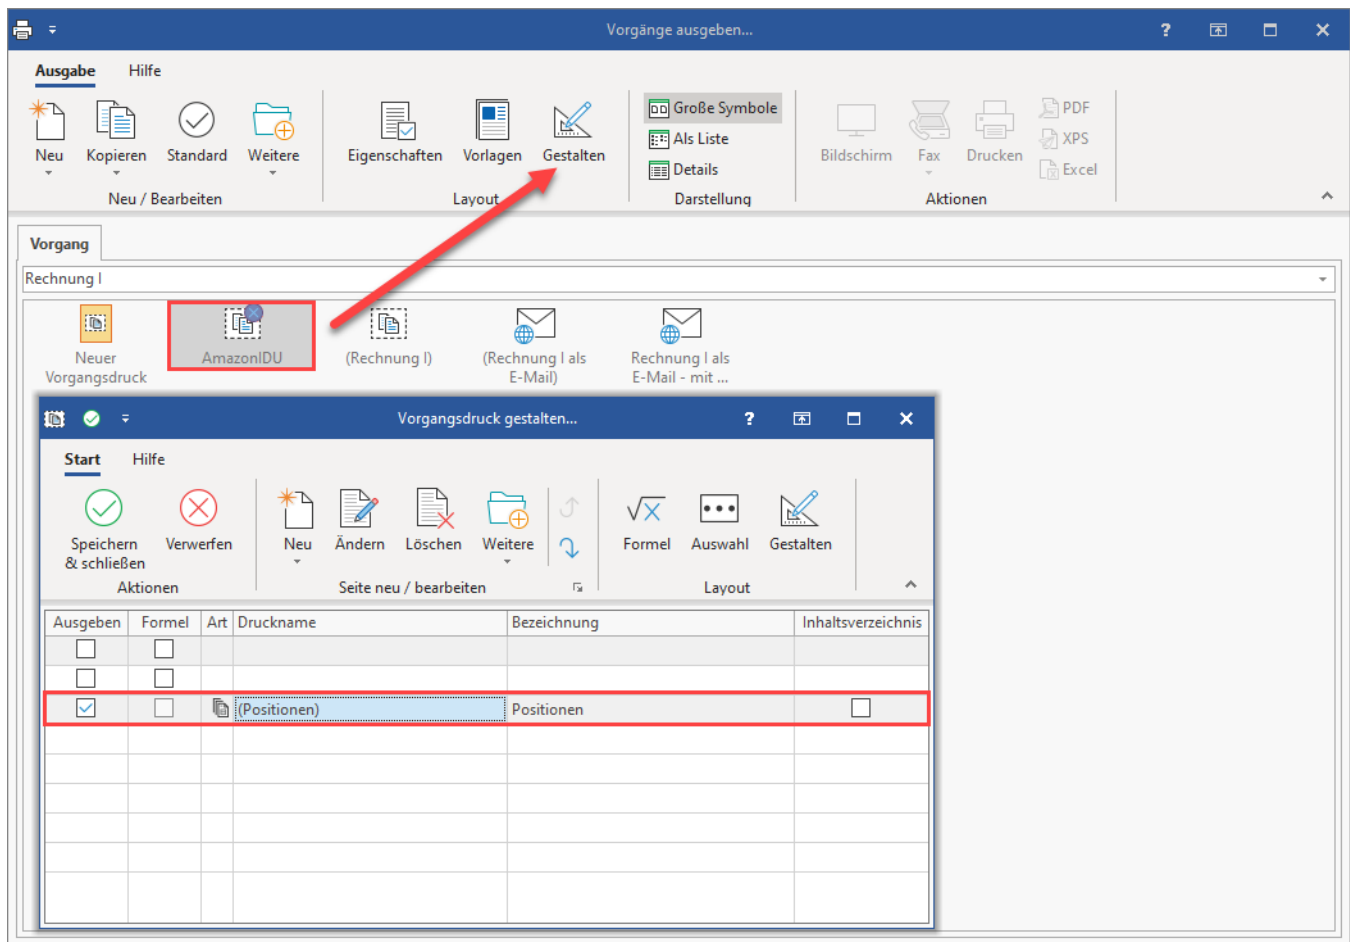 Vorgänge ausgeben...
?
Ausgabe Hilfe
Neu Kopieren Standard Weitere Eigenschaften Vorlagen Gestalten Große Symbole Als Liste Details Bildschirm Fax Drucken PDF XPS Excel
Neu / Bearbeiten Layout Darstellung Aktionen
Vorgang
Rechnung I
Neuer AmazonIDU (Rechnung I) (Rechnung I als Rechnung I als
Vorgangsdruck E-Mail) E-Mail - mit ...
Vorgangsdruck gestalten...
?
Start Hilfe
Speichern Verwerfen Neu Ändern Löschen Weitere Formel Auswahl Gestalten
& schließen
Aktionen Seite neu / bearbeiten Layout
Ausgeben Formel Art Druckname Bezeichnung Inhaltsverzeichnis
(Positionen) Positionen